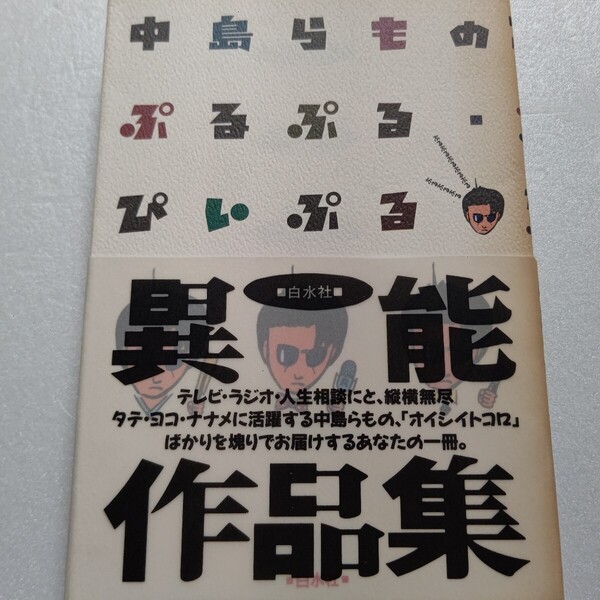 中島らもの
ぷるぷる・
ぴぃぷる
異能
■白水社■
テレビ・ラジオ・人生相談にと、縦横無尽
タテ・ヨコ・ナナメに活躍する中島らもの、「オイシイトコロ」
ばかりを塊りでお届けするあなたの一冊。
作品集
■白水社■